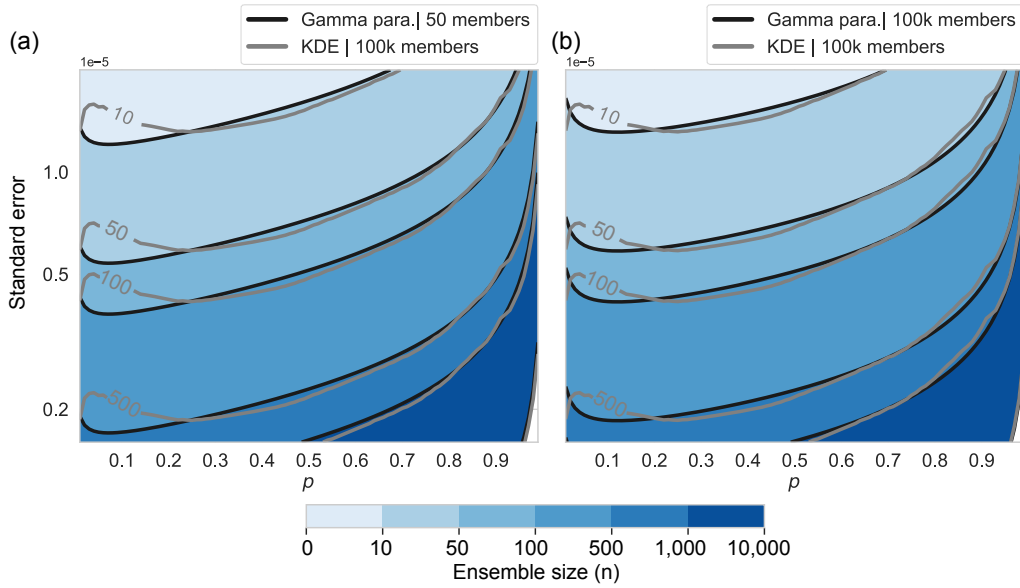 (a)
Gamma para.| 50 members
KDE | 100k members
(b)
Gamma para.| 100k members
KDE | 100k members
1e−5
1e−5
Standard error
1.0
0.5
0.2
10
50
100
500
10
50
100
500
0.1 0.2 0.3 0.4 0.5 0.6 0.7 0.8 0.9
p
0.1 0.2 0.3 0.4 0.5 0.6 0.7 0.8 0.9
p
0 10 50 100 500 1,000 10,000
Ensemble size (n)